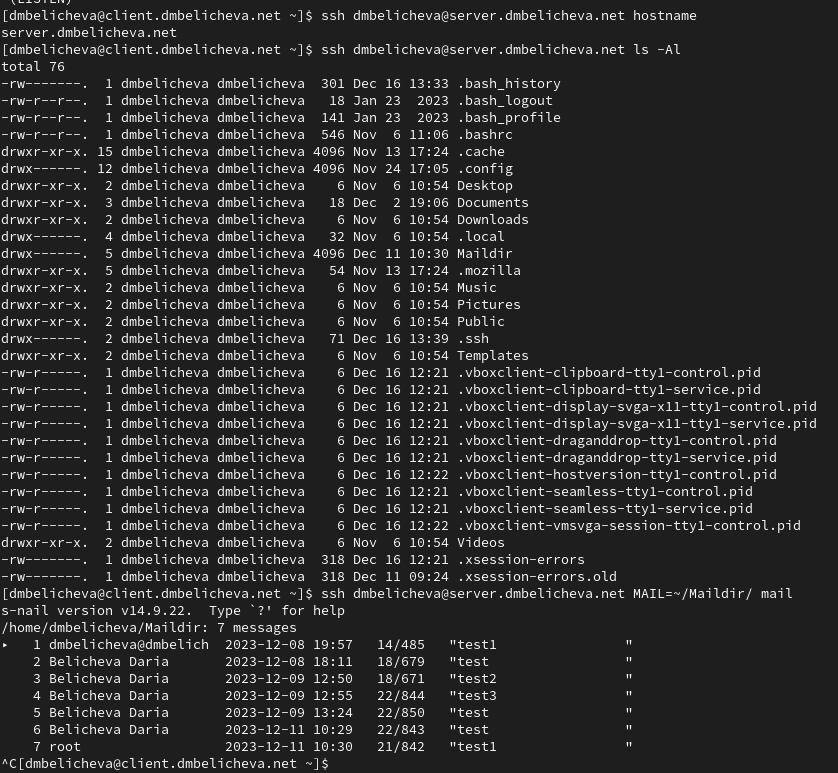 (LISTEN)
[dmbelicheva@client.dmbelicheva.net ~]$ ssh dmbelicheva@server.dmbelicheva.net hostname
server.dmbelicheva.net
[dmbelicheva@client.dmbelicheva.net ~]$ ssh dmbelicheva@server.dmbelicheva.net ls -Al
total 76
-rw-------.  1 dmbelicheva dmbelicheva  301 Dec 16 13:33 .bash_history
-rw-r--r--.  1 dmbelicheva dmbelicheva   18 Jan 23  2023 .bash_logout
-rw-r--r--.  1 dmbelicheva dmbelicheva  141 Jan 23  2023 .bash_profile
-rw-r--r--.  1 dmbelicheva dmbelicheva  546 Nov  6 11:06 .bashrc
drwxr-xr-x. 15 dmbelicheva dmbelicheva 4096 Nov 13 17:24 .cache
drwx------. 12 dmbelicheva dmbelicheva 4096 Nov 24 17:05 .config
drwxr-xr-x.  2 dmbelicheva dmbelicheva    6 Nov  6 10:54 Desktop
drwxr-xr-x.  3 dmbelicheva dmbelicheva   18 Dec  2 19:06 Documents
drwxr-xr-x.  2 dmbelicheva dmbelicheva    6 Nov  6 10:54 Downloads
drwx------.  4 dmbelicheva dmbelicheva   32 Nov  6 10:54 .local
drwx------.  5 dmbelicheva dmbelicheva 4096 Dec 11 10:30 Maildir
drwxr-xr-x.  5 dmbelicheva dmbelicheva   54 Nov 13 17:24 .mozilla
drwxr-xr-x.  2 dmbelicheva dmbelicheva    6 Nov  6 10:54 Music
drwxr-xr-x.  2 dmbelicheva dmbelicheva    6 Nov  6 10:54 Pictures
drwxr-xr-x.  2 dmbelicheva dmbelicheva    6 Nov  6 10:54 Public
drwx------.  2 dmbelicheva dmbelicheva   71 Dec 16 13:39 .ssh
drwxr-xr-x.  2 dmbelicheva dmbelicheva    6 Nov  6 10:54 Templates
-rw-r-----.  1 dmbelicheva dmbelicheva    6 Dec 16 12:21 .vboxclient-clipboard-tty1-control.pid
-rw-r-----.  1 dmbelicheva dmbelicheva    6 Dec 16 12:21 .vboxclient-clipboard-tty1-service.pid
-rw-r-----.  1 dmbelicheva dmbelicheva    6 Dec 16 12:21 .vboxclient-display-svga-x11-tty1-control.pid
-rw-r-----.  1 dmbelicheva dmbelicheva    6 Dec 16 12:21 .vboxclient-display-svga-x11-tty1-service.pid
-rw-r-----.  1 dmbelicheva dmbelicheva    6 Dec 16 12:21 .vboxclient-draganddrop-tty1-control.pid
-rw-r-----.  1 dmbelicheva dmbelicheva    6 Dec 16 12:21 .vboxclient-draganddrop-tty1-service.pid
-rw-r-----.  1 dmbelicheva dmbelicheva    6 Dec 16 12:22 .vboxclient-hostversion-tty1-control.pid
-rw-r-----.  1 dmbelicheva dmbelicheva    6 Dec 16 12:21 .vboxclient-seamless-tty1-control.pid
-rw-r-----.  1 dmbelicheva dmbelicheva    6 Dec 16 12:21 .vboxclient-seamless-tty1-service.pid
-rw-r-----.  1 dmbelicheva dmbelicheva    6 Dec 16 12:22 .vboxclient-vmsvga-session-tty1-control.pid
drwxr-xr-x.  2 dmbelicheva dmbelicheva    6 Nov  6 10:54 Videos
-rw-------.  1 dmbelicheva dmbelicheva  318 Dec 16 12:21 .xsession-errors
-rw-------.  1 dmbelicheva dmbelicheva  318 Dec 11 09:24 .xsession-errors.old
[dmbelicheva@client.dmbelicheva.net ~]$ ssh dmbelicheva@server.dmbelicheva.net MAIL=~/Maildir/ mail
s-nail version v14.9.22.  Type `?' for help
/home/dmbelicheva/Maildir: 7 messages
▸   1 dmbelicheva@dmbelich  2023-12-08 19:57   14/485   "test1                "
    2 Belicheva Daria       2023-12-08 18:11   18/679   "test                 "
    3 Belicheva Daria       2023-12-09 12:50   18/671   "test2                "
    4 Belicheva Daria       2023-12-09 12:55   22/844   "test3                "
    5 Belicheva Daria       2023-12-09 13:24   22/850   "test                 "
    6 Belicheva Daria       2023-12-11 10:29   22/843   "test                 "
    7 root                  2023-12-11 10:30   21/842   "test1                "
^C[dmbelicheva@client.dmbelicheva.net ~]$